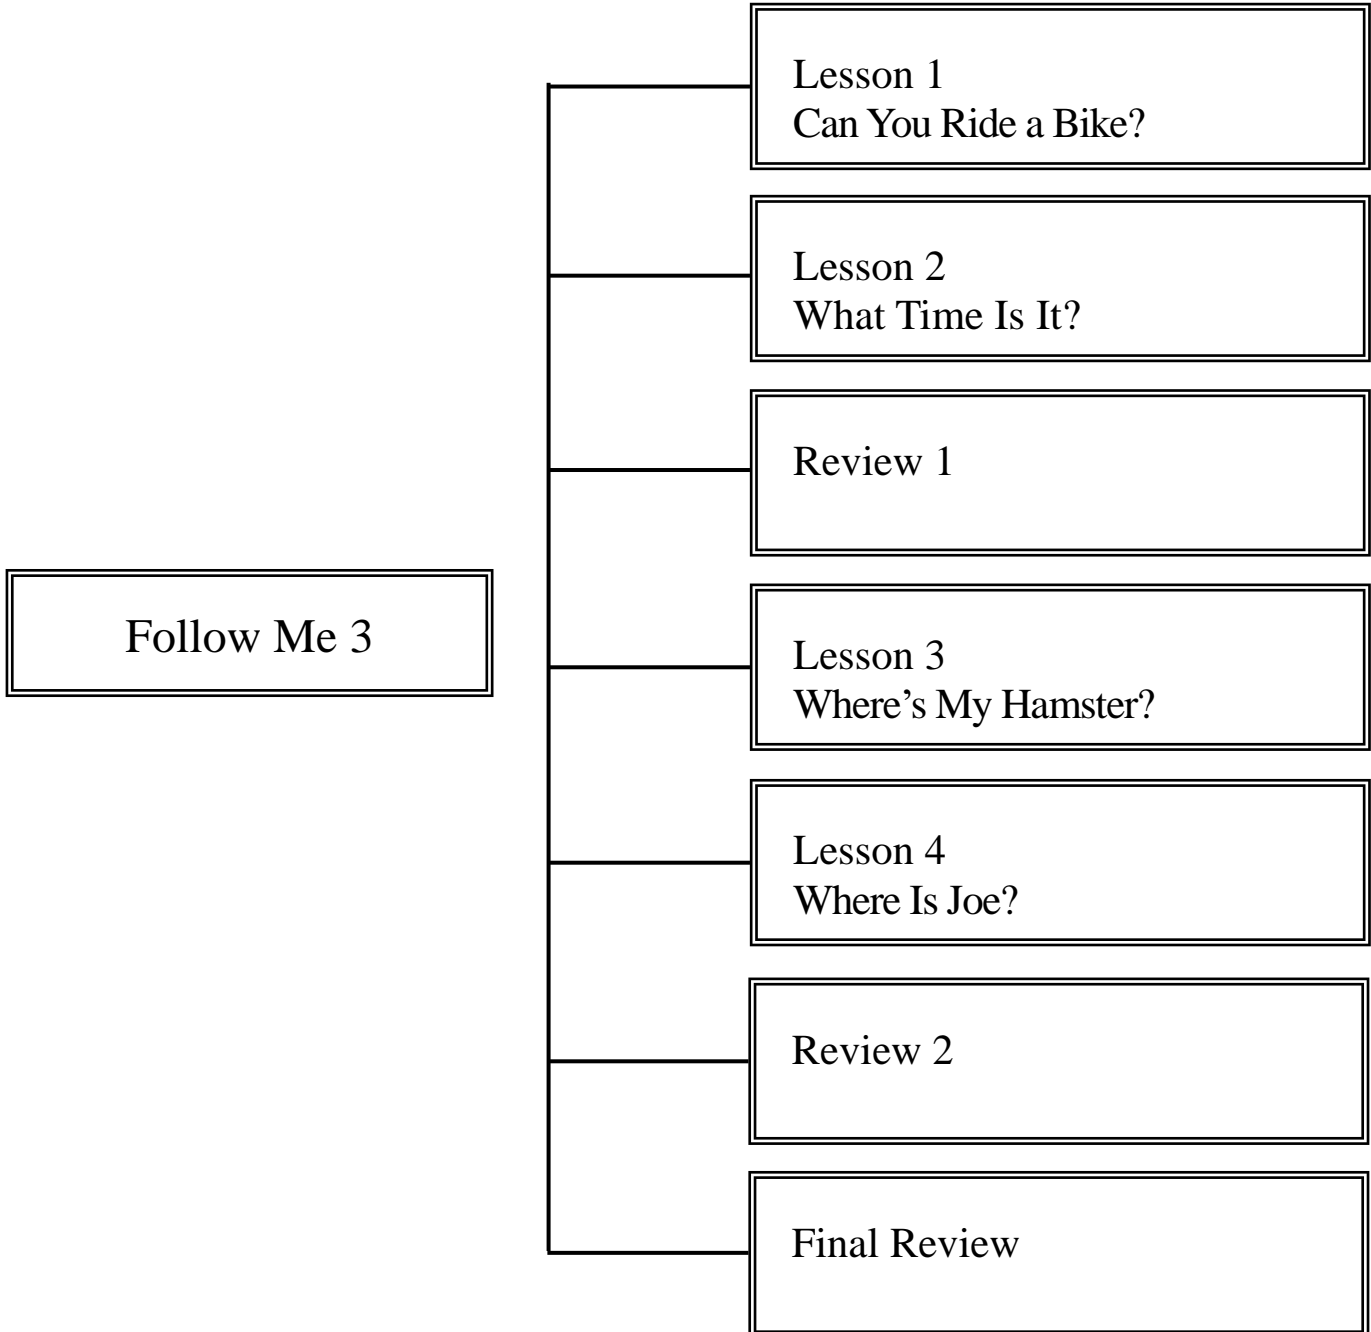 Follow Me 3
Lesson 1
Can You Ride a Bike?
Lesson 2
What Time Is It?
Review 1
Lesson 3
Where’s My Hamster?
Lesson 4
Where Is Joe?
Review 2
Final Review